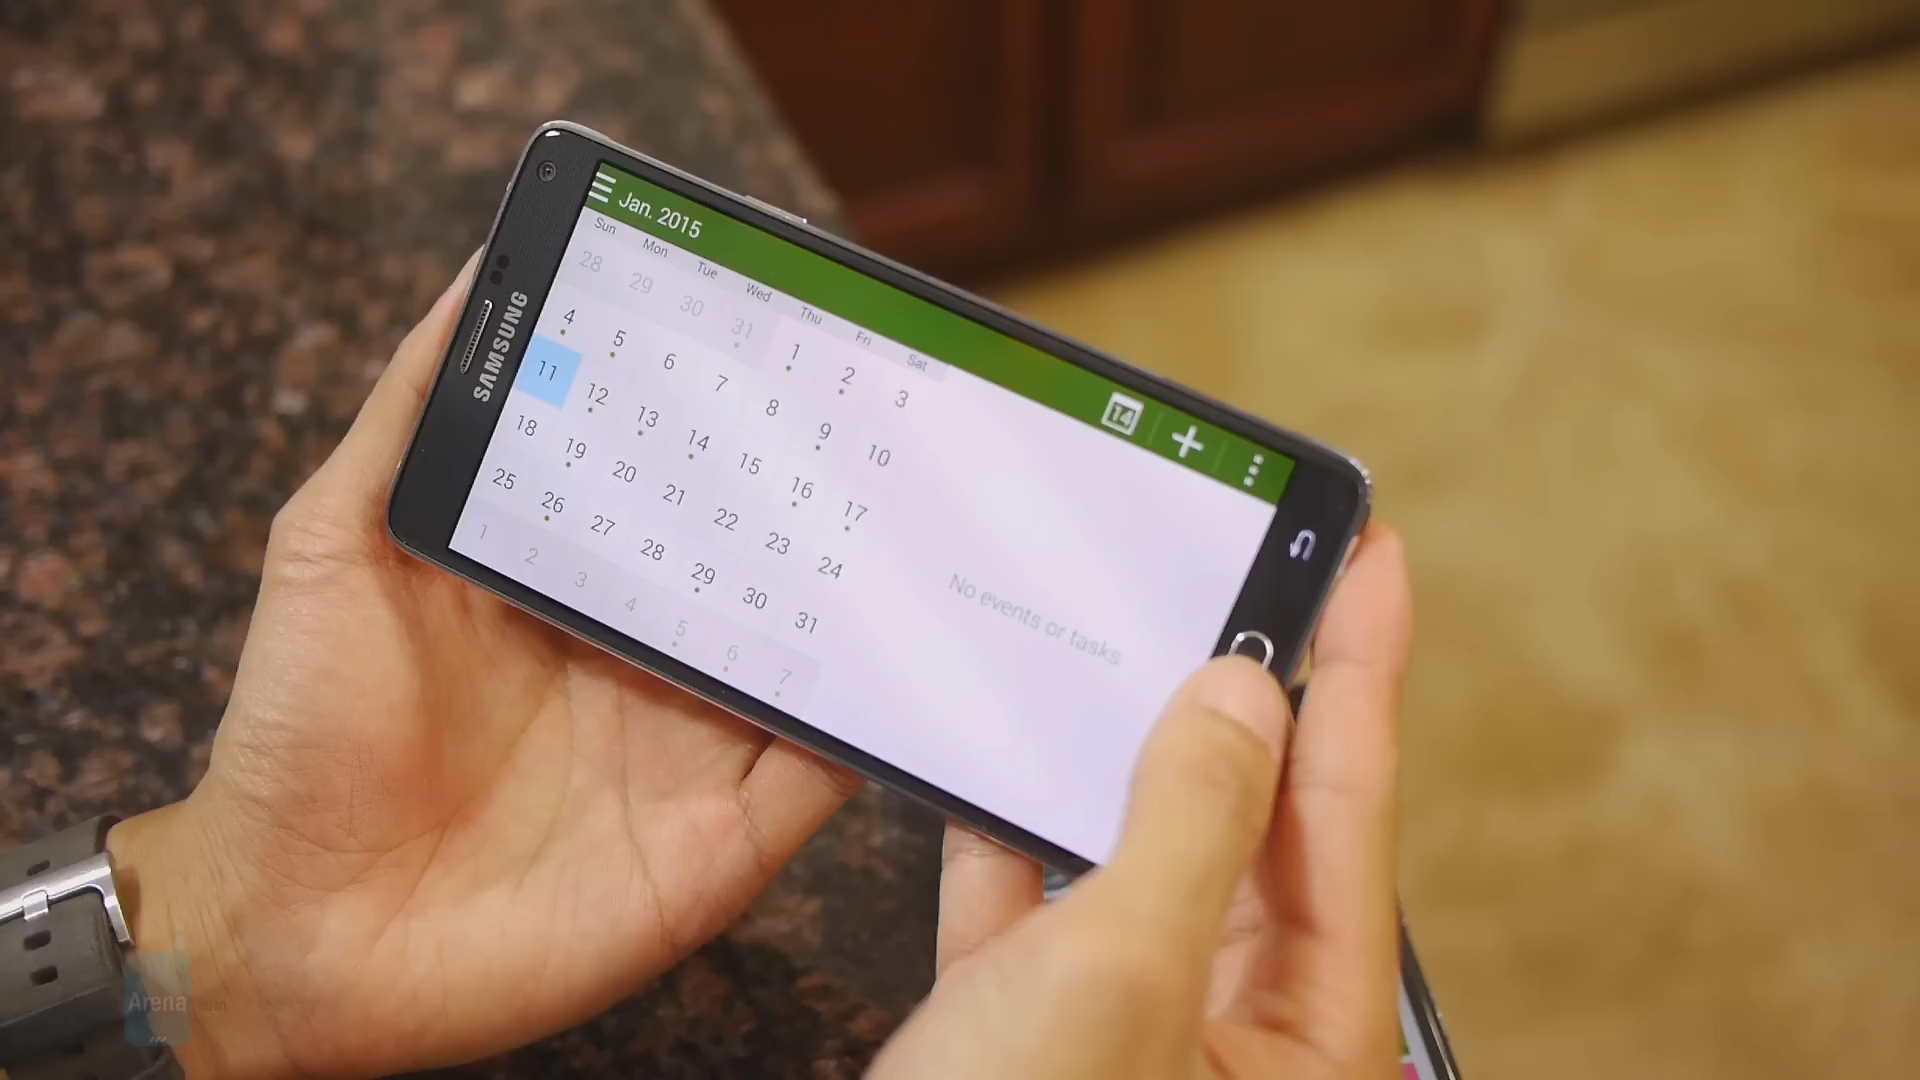 SAMSUNG
Jan. 2015
14
Sun Mon Tue Wed Thu Fri Sat
28 29 30 31 1 2 3
4 5 6 7 8 9 10
11 12 13 14 15 16 17
18 19 20 21 22 23 24
25 26 27 28 29 30 31
1 2 3 4 5 6 7
No events or tasks
Arena.com